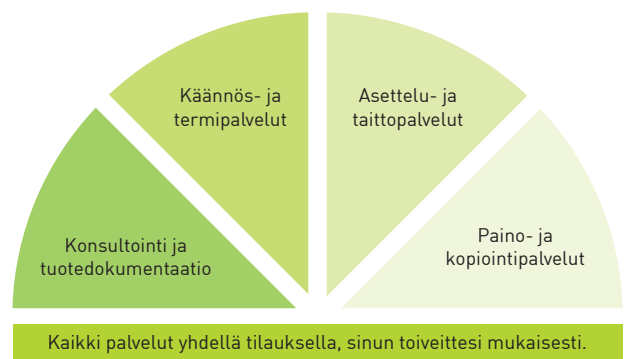 Käännös- ja
termipalvelut
Asettelu- ja
taittopalvelut
Konsultointi ja
tuotedokumentaatio
Paino- ja
kopiointipalvelut
Kaikki palvelut yhdellä tilauksella, sinun toiveittesi mukaisesti.